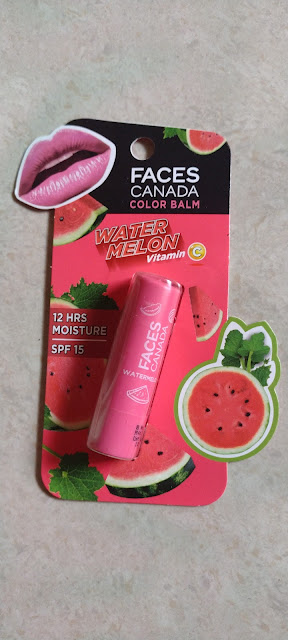 FACES
CANADA
COLOR BALM
WATER
MELON
Vitamin C
12 HRS
MOISTURE
SPF 15
FACES
CANADA